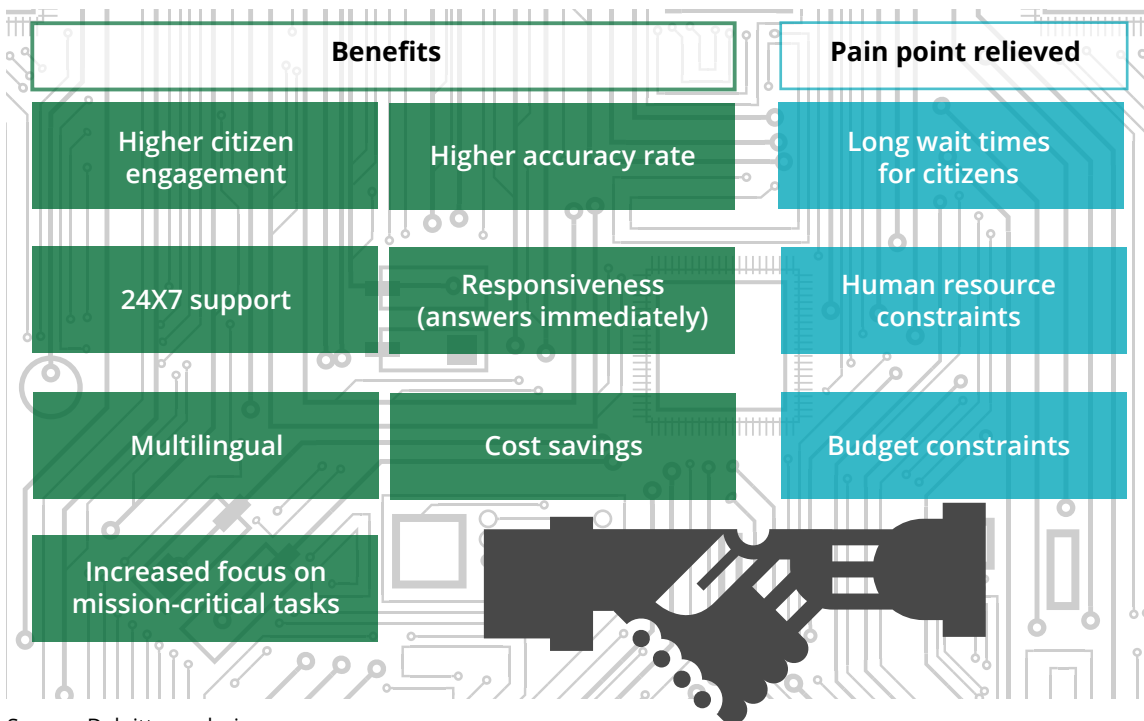 Benefits
Pain point relieved
Higher citizen
engagement
Higher accuracy rate
Long wait times
for citizens
24X7 support
Responsiveness
(answers immediately)
Human resource
constraints
Multilingual
Cost savings
Budget constraints
Increased focus on
mission-critical tasks